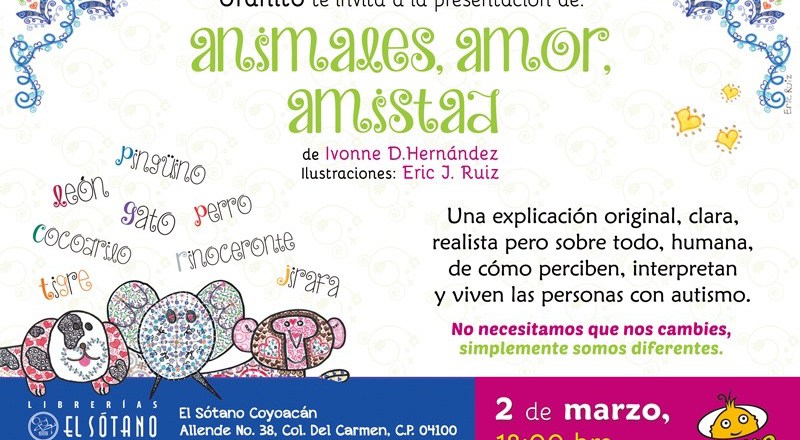 te invita a la presentación de:
animales, amor,
amistad
de Ivonne D.Hernández
Ilustraciones: Eric J. Ruiz
Eric. Ruiz
pingüino
león
gato
perro
cocodrilo
rinoceronte
tigre
jirafa
Una explicación original, clara,
realista pero sobre todo, humana,
de cómo perciben, interpretan
y viven las personas con autismo.
No necesitamos que nos cambies,
simplemente somos diferentes.
LIBRERÍAS
EL SÓTANO
El Sótano Coyoacán
Allende No. 38, Col. Del Carmen, C.P. 04100
2 de marzo,